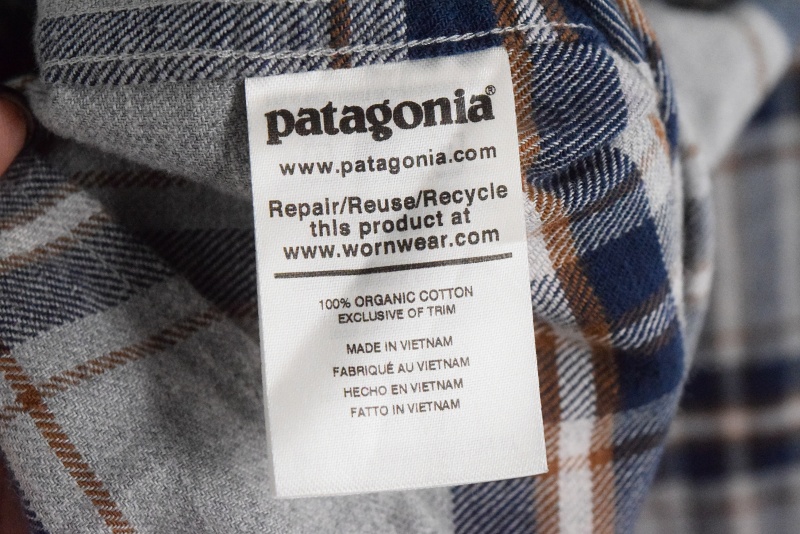 patagonia®
www.patagonia.com
Repair/Reuse/Recycle
this product at
www.wornwear.com
100% ORGANIC COTTON
EXCLUSIVE OF TRIM
MADE IN VIETNAM
FABRIQUÉ AU VIETNAM
HECHO EN VIETNAM
FATTO IN VIETNAM